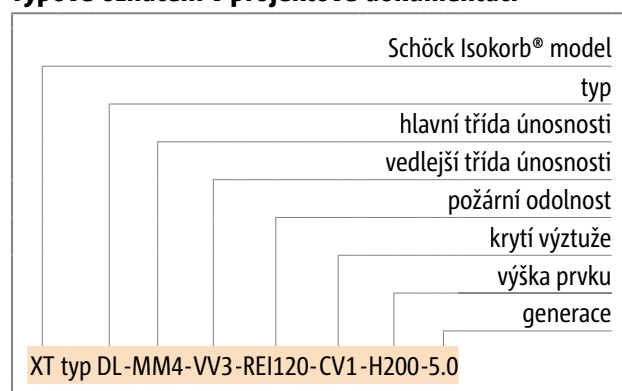 Typové označení v projektové dokumentaci
Schöck Isokorb® model
typ
hlavní třída únosnosti
vedlejší třída únosnosti
požární odolnost
krytí výztuže
výška prvku
generace
XT typ DL-MM4-VV3-REI120-CV1-H200-5.0